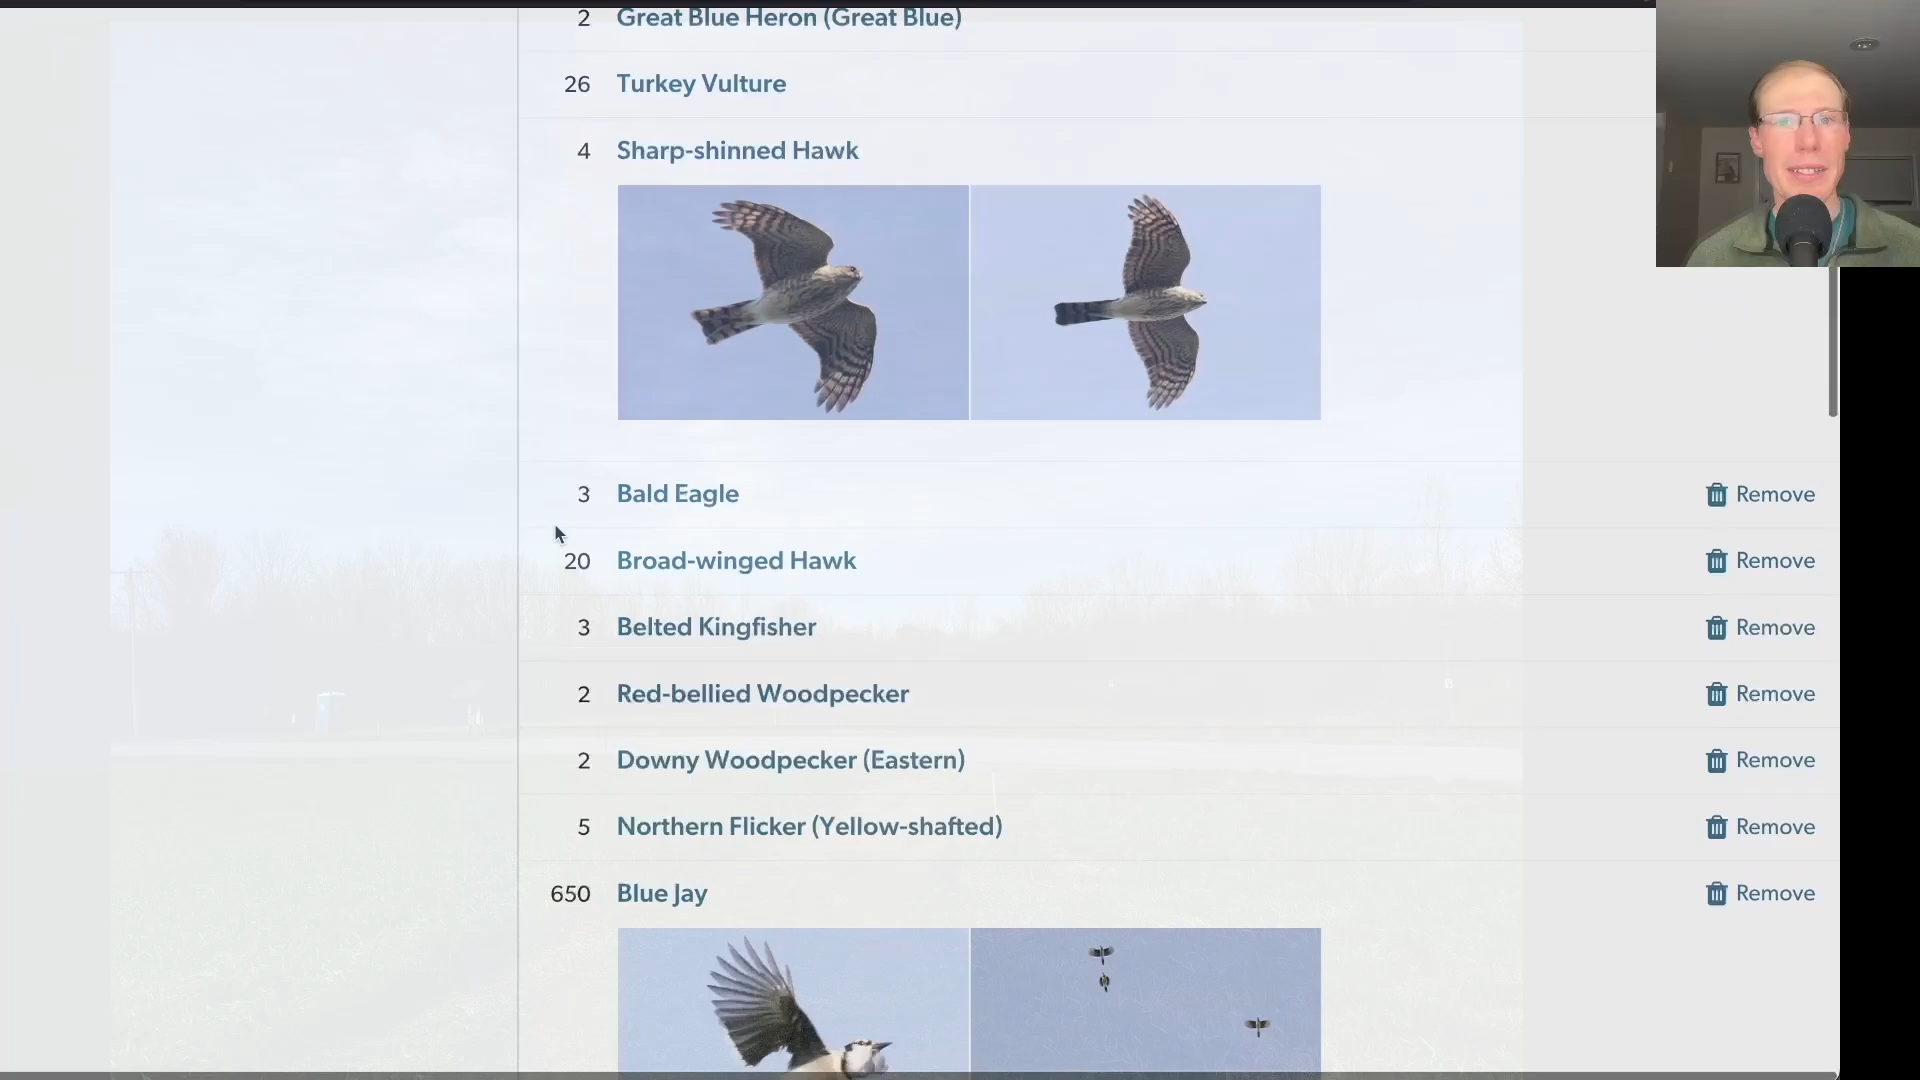 2 Great Blue Heron (Great Blue)
26 Turkey Vulture
4 Sharp-shinned Hawk
3 Bald Eagle Remove
20 Broad-winged Hawk Remove
3 Belted Kingfisher Remove
2 Red-bellied Woodpecker Remove
2 Downy Woodpecker (Eastern) Remove
5 Northern Flicker (Yellow-shafted) Remove
650 Blue Jay Remove